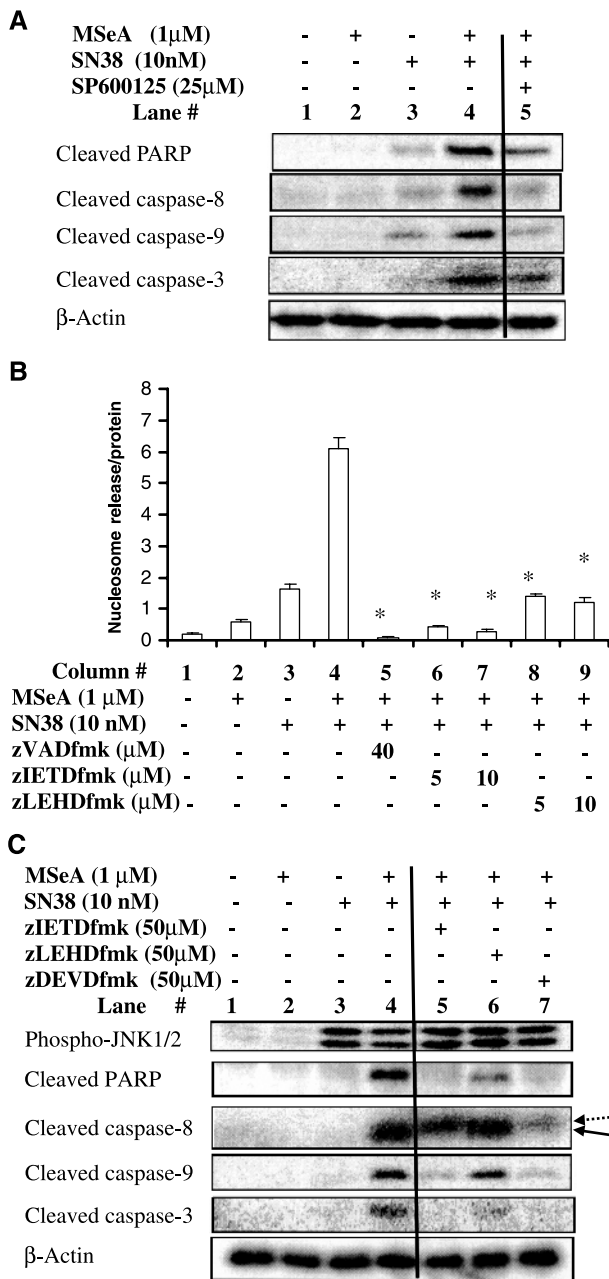 A
MSeA (1μM) - + - + +
SN38 (10nM) - - + + +
SP600125 (25μM) - - - - +
Lane # 1 2 3 4 5
Cleaved PARP
Cleaved caspase-8
Cleaved caspase-9
Cleaved caspase-3
β-Actin
B
Nucleosome release/protein
8
7
6
5
4
3
2
1
0
* * * * *
Column # 1 2 3 4 5 6 7 8 9
MSeA (1 μM) - + - + + + + + +
SN38 (10 nM) - - + + + + + + +
zVADfmk (μM) - - - - 40 - - - -
zIETDfmk (μM) - - - - - 5 10 - -
zLEHDfmk (μM) - - - - - - - 5 10
C
MSeA (1 μM) - + - + + + +
SN38 (10 nM) - - + + + + +
zIETDfmk (50μM) - - - - + - -
zLEHDfmk (50μM) - - - - - + -
zDEVDfmk (50μM) - - - - - - +
Lane # 1 2 3 4 5 6 7
Phospho-JNK1/2
Cleaved PARP
Cleaved caspase-8
Cleaved caspase-9
Cleaved caspase-3
β-Actin